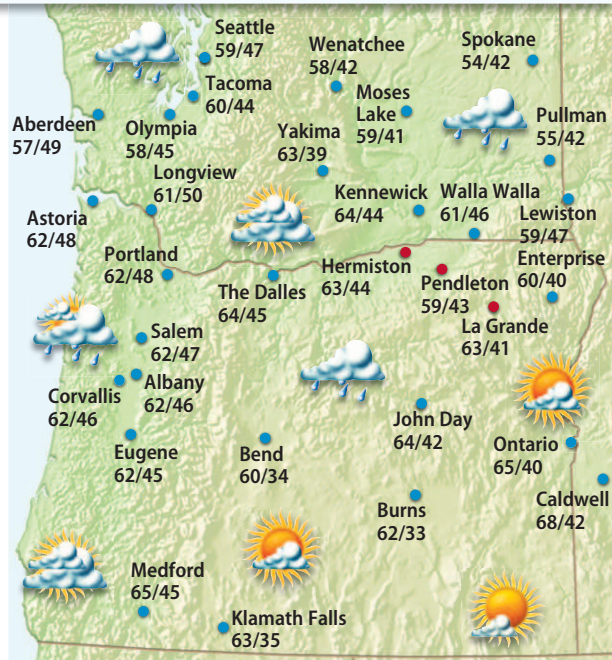 Seattle
59/47
Wenatchee
58/42
Spokane
54/42
Tacoma
60/44
Moses
Lake
59/41
Pullman
55/42
Aberdeen
57/49
Olympia
58/45
Yakima
63/39
Longview
61/50
Kennewick
64/44
Walla Walla
61/46
Lewiston
59/47
Astoria
62/48
Portland
62/48
The Dalles
64/45
Hermiston
63/44
Pendleton
59/43
Enterprise
60/40
La Grande
63/41
Salem
62/47
Corvallis
62/46
Albany
62/46
John Day
64/42
Eugene
62/45
Bend
60/34
Ontario
65/40
Burns
62/33
Caldwell
68/42
Medford
65/45
Klamath Falls
63/35